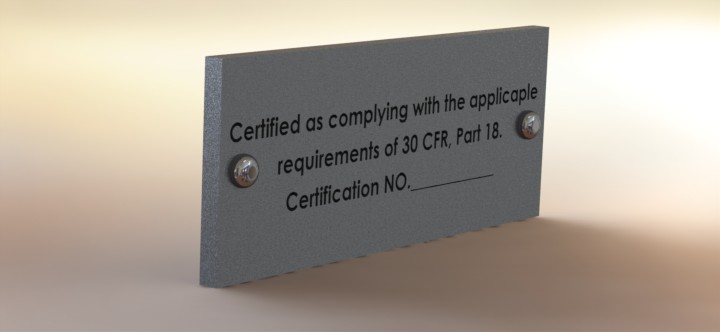 Certified as complying with the applicaple
requirements of 30 CFR, Part 18.
Certification NO.__________